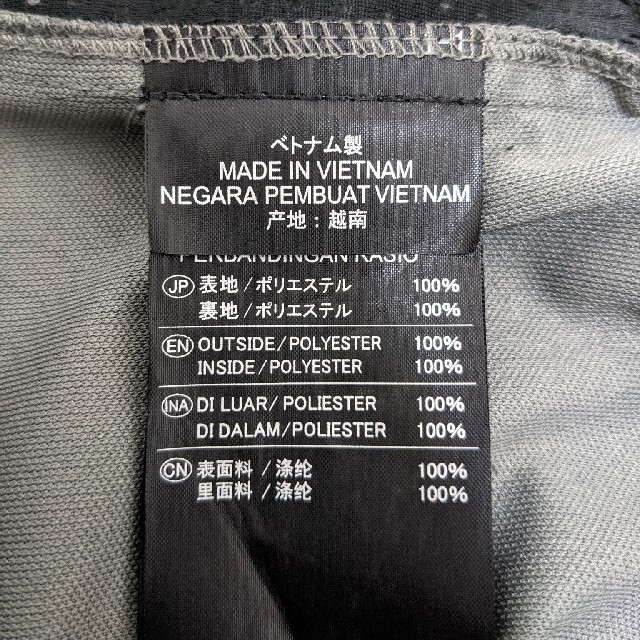 ベトナム製
MADE IN VIETNAM
NEGARA PEMBUAT VIETNAM
产地：越南
PERBANDINGAN RASIO
JP 表地/ポリエステル 100%
裏地/ポリエステル 100%
EN OUTSIDE/POLYESTER 100%
INSIDE/POLYESTER 100%
INA DI LUAR/ POLIESTER 100%
DI DALAM/POLIESTER 100%
CN 表面料 / 涤纶 100%
里面料 / 涤纶 100%